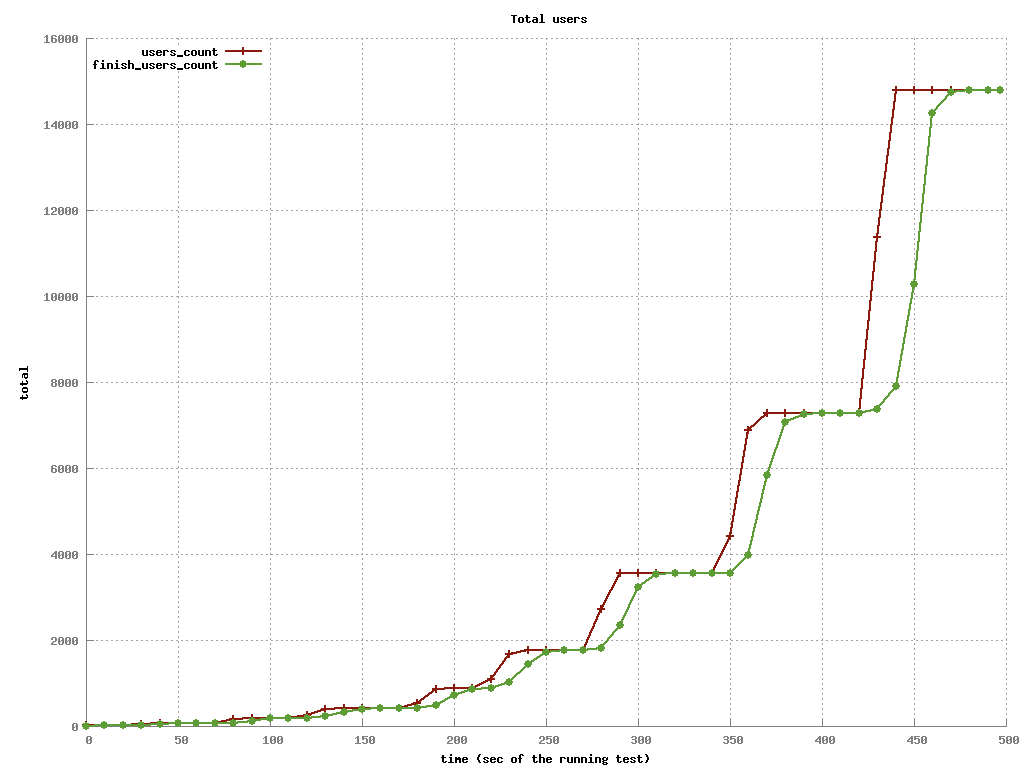 Total users
users_count
finish_users_count
16000
14000
12000
10000
8000
6000
4000
2000
0
total
0 50 100 150 200 250 300 350 400 450 500
time (sec of the running test)